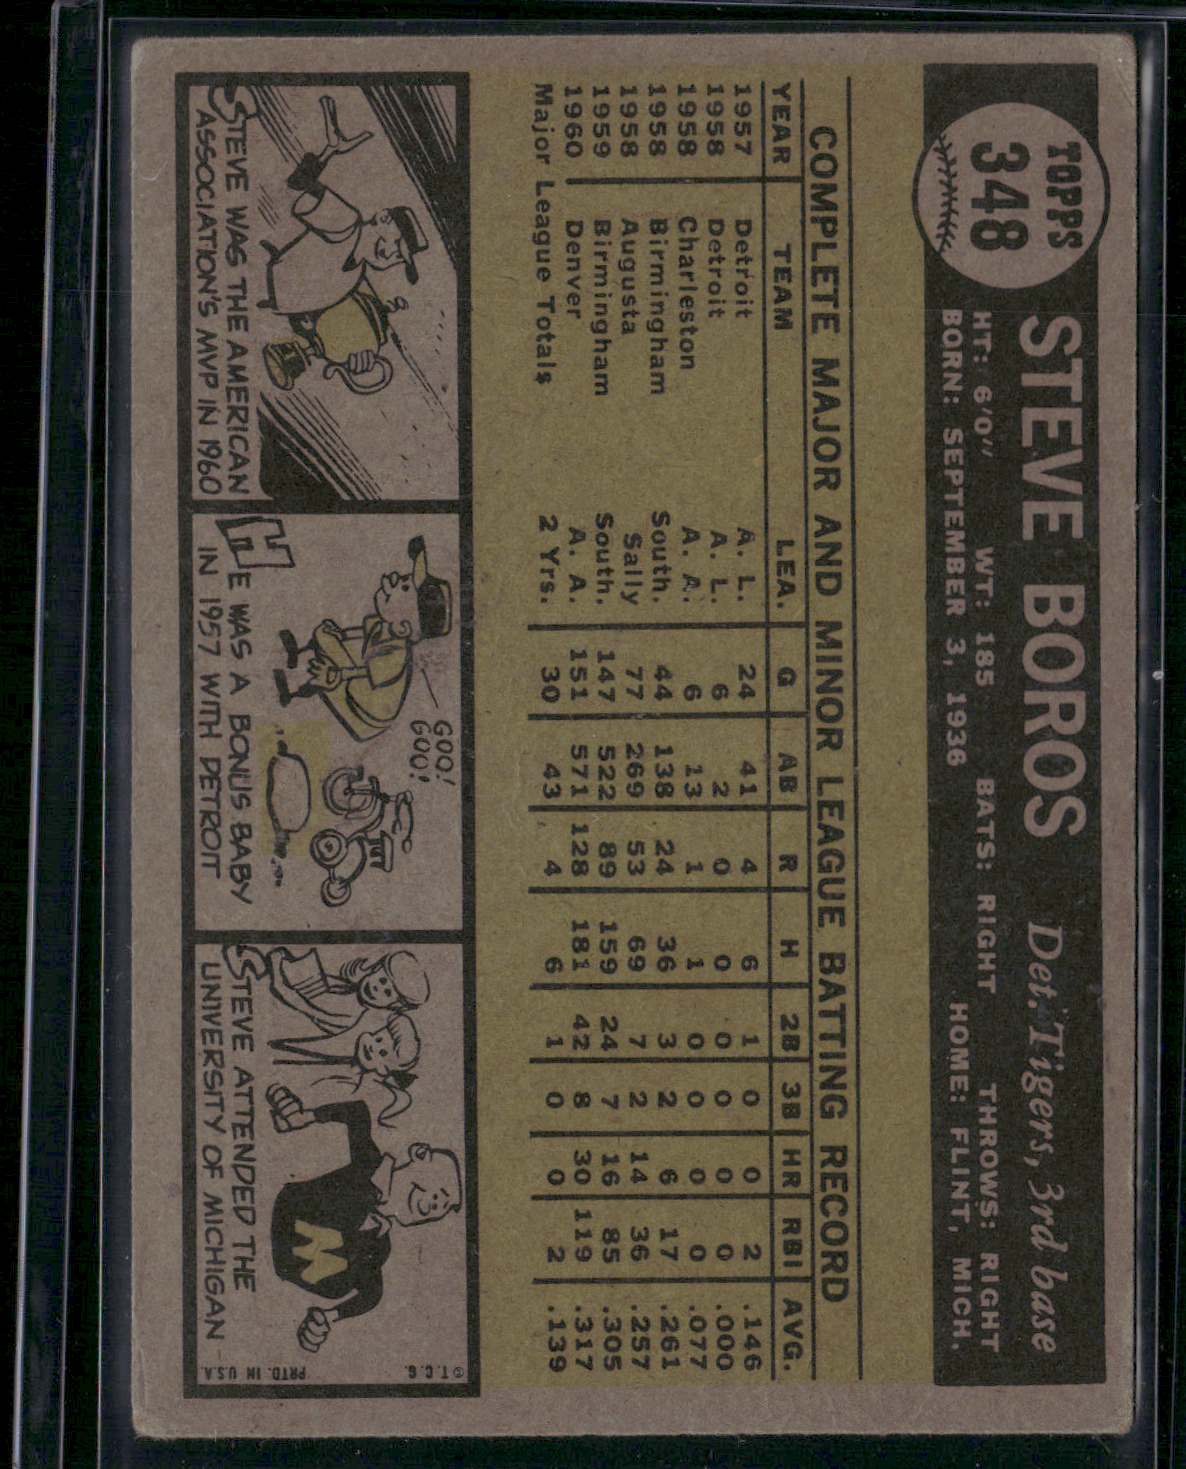 TOPPS
348
STEVE BOROS Det. Tigers, 3rd base
HT: 6'0" WT: 185 BATS: RIGHT THROWS: RIGHT
BORN: SEPTEMBER 3, 1936 HOME: FLINT, MICH.
COMPLETE MAJOR AND MINOR LEAGUE BATTING RECORD
YEAR TEAM LEA. G AB R H 2B 3B HR RBI AVG.
1957 Detroit A. L. 24 41 4 6 1 0 0 2 .146
1958 Detroit A. L. 6 2 0 0 0 0 0 0 .000
1958 Charleston A. A. 6 13 1 1 0 0 0 0 .077
1958 Birmingham South. 44 138 24 36 3 2 6 17 .261
1958 Augusta Sally 77 269 53 69 7 2 14 36 .257
1959 Birmingham South. 147 522 89 159 24 7 16 85 .305
1960 Denver A. A. 151 571 128 181 42 8 30 119 .317
Major League Totals 2 Yrs. 30 43 4 6 1 0 0 2 .139
STEVE WAS THE AMERICAN
ASSOCIATION'S MVP IN 1960
GOO!
GOO!
HE WAS A BONUS BABY
IN 1957 WITH DETROIT
M
STEVE ATTENDED THE
UNIVERSITY OF MICHIGAN
© T.C.G.
PRTD. IN U.S.A.